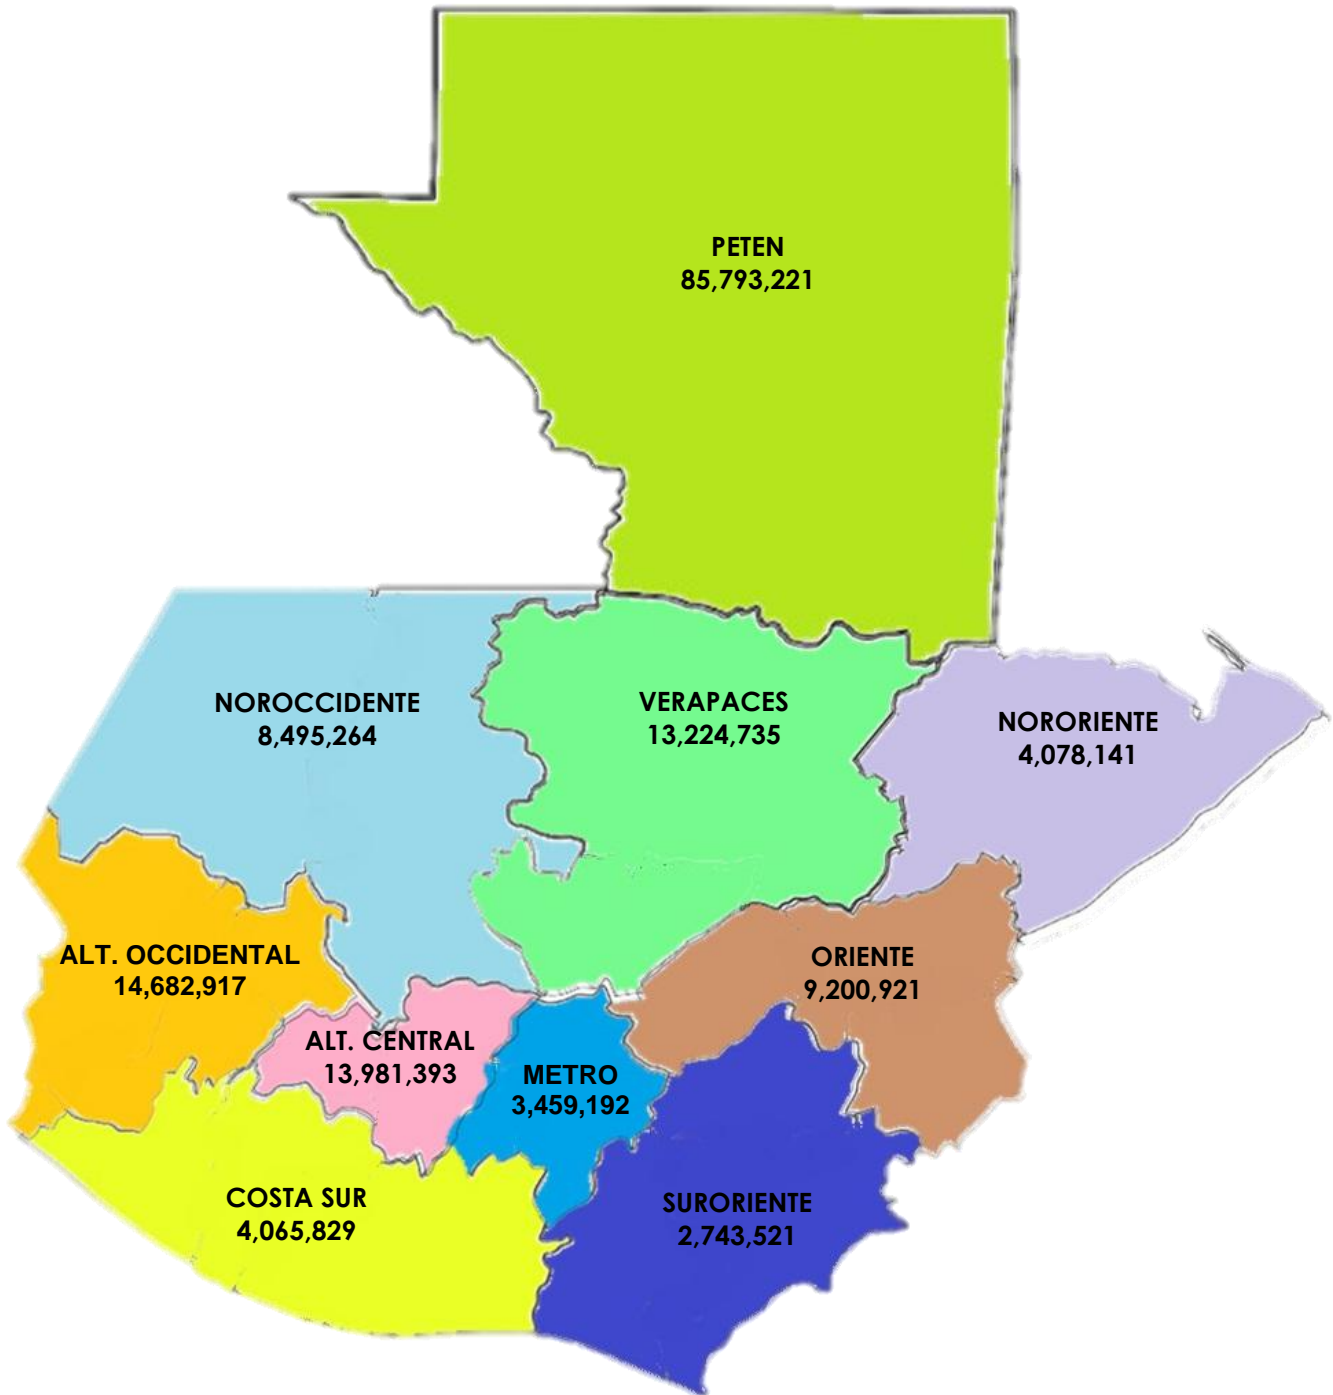 PETEN
85,793,221
NOROCCIDENTE
8,495,264
VERAPACES
13,224,735
NORORIENTE
4,078,141
ALT. OCCIDENTAL
14,682,917
ORIENTE
9,200,921
ALT. CENTRAL
13,981,393
METRO
3,459,192
COSTA SUR
4,065,829
SURORIENTE
2,743,521